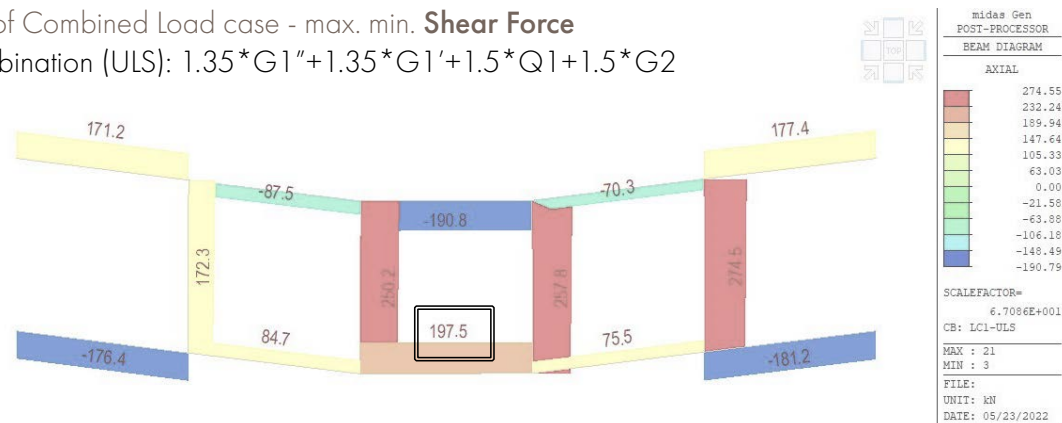 of Combined Load case - max. min. Shear Force
bination (ULS): 1.35*G1"+1.35*G1'+1.5*Q1+1.5*G2
TOP
midas Gen
POST-PROCESSOR
BEAM DIAGRAM
AXIAL
274.55
232.24
189.94
147.64
105.33
63.03
0.00
-21.58
-63.88
-106.18
-148.49
-190.79
SCALEFACTOR=
6.7086E+001
CB: LC1-ULS
MAX : 21
MIN : 3
FILE:
UNIT: kN
DATE: 05/23/2022
171.2
177.4
-87.5
-70.3
-190.8
172.3
250.2
257.8
274.5
197.5
84.7
75.5
-176.4
-181.2